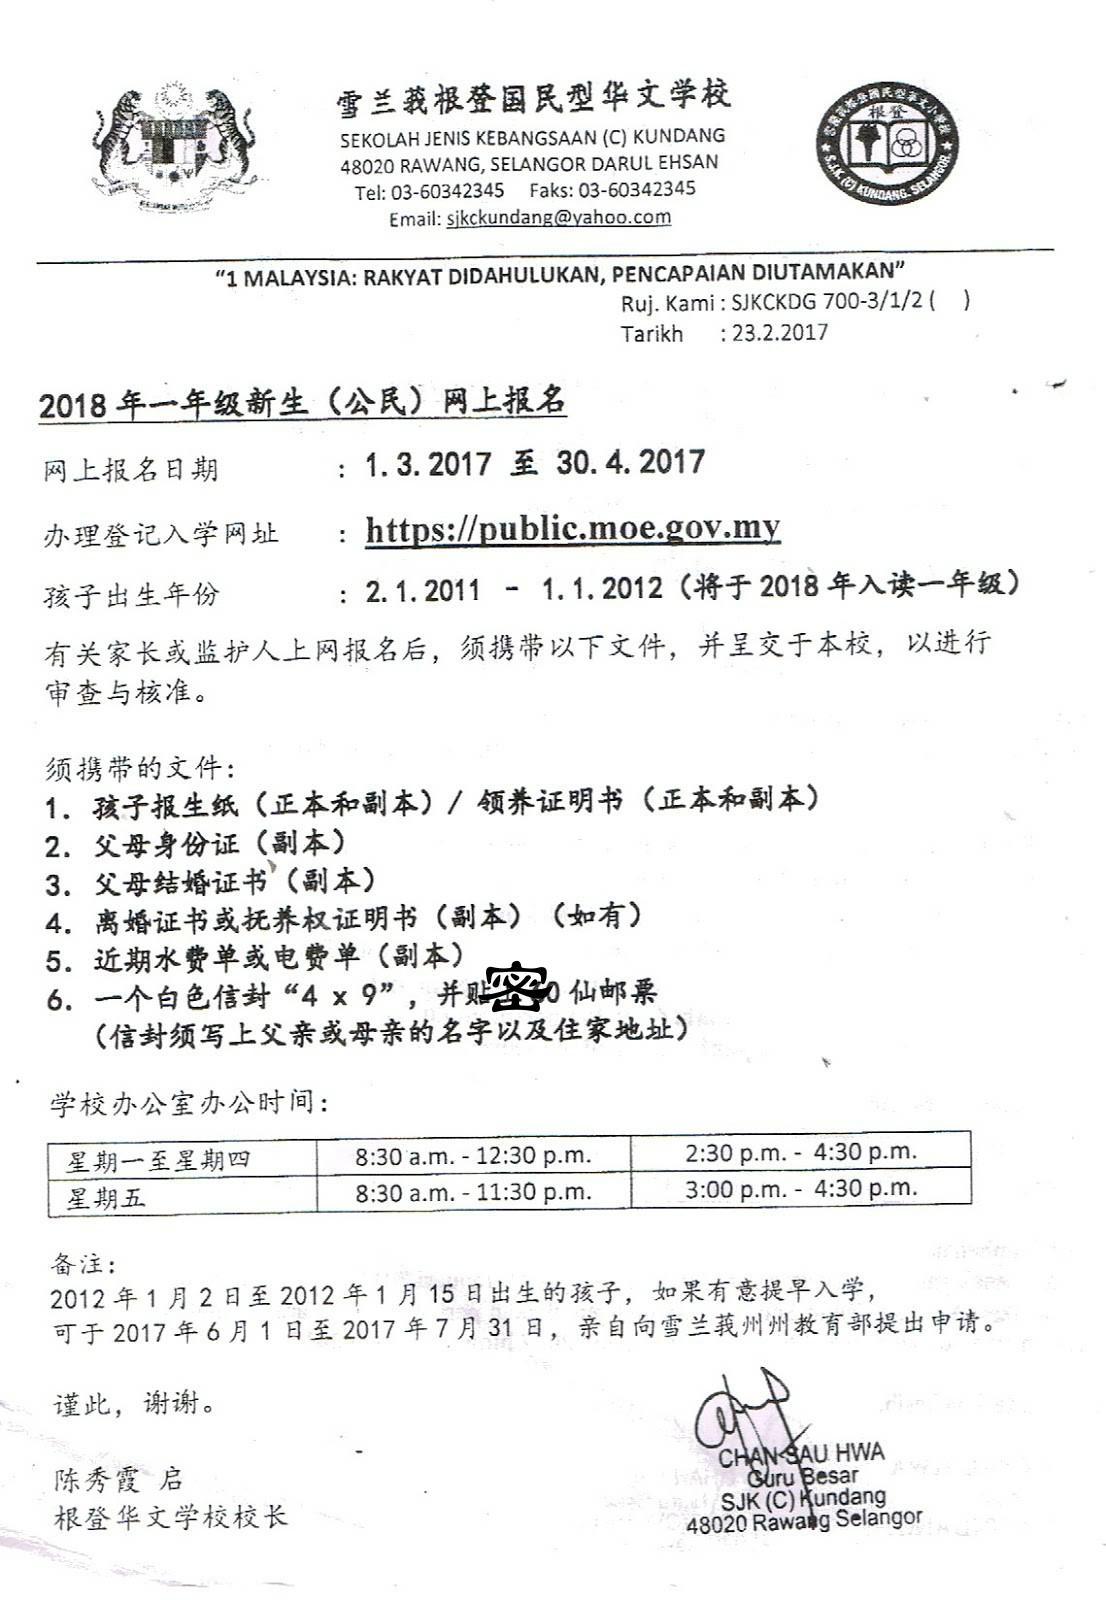 雪兰莪根登国民型华文学校
SEKOLAH JENIS KEBANGSAAN (C) KUNDANG
48020 RAWANG, SELANGOR DARUL EHSAN
Tel: 03-60342345 Faks: 03-60342345
Email: sjkckundang@yahoo.com
根登
S.J.K.(C) KUNDANG, SELANGOR.
“1 MALAYSIA: RAKYAT DIDAHULUKAN, PENCAPAIAN DIUTAMAKAN”
Ruj. Kami : SJKCKDG 700-3/1/2 ( )
Tarikh : 23.2.2017
2018 年一年级新生（公民）网上报名
网上报名日期 : 1.3.2017 至 30.4.2017
办理登记入学网址 : https://public.moe.gov.my
孩子出生年份 : 2.1.2011 - 1.1.2012（将于 2018 年入读一年级）
有关家长或监护人上网报名后，须携带以下文件，并呈交于本校，以进行
审查与核准。
须携带的文件：
1. 孩子报生纸（正本和副本）/ 领养证明书（正本和副本）
2. 父母身份证（副本）
3. 父母结婚证书（副本）
4. 离婚证书或抚养权证明书（副本）（如有）
5. 近期水费单或电费单（副本）
6. 一个白色信封“4 x 9”，并贴 密 0 仙邮票
（信封须写上父亲或母亲的名字以及住家地址）
学校办公室办公时间：
星期一至星期四 8:30 a.m. - 12:30 p.m. 2:30 p.m. - 4:30 p.m.
星期五 8:30 a.m. - 11:30 p.m. 3:00 p.m. - 4:30 p.m.
备注：
2012 年 1 月 2 日至 2012 年 1 月 15 日出生的孩子，如果有意提早入学，
可于 2017 年 6 月 1 日至 2017 年 7 月 31 日，亲自向雪兰莪州州教育部提出申请。
谨此，谢谢。
陈秀霞 启
根登华文学校校长
CHAN SAU HWA
Guru Besar
SJK (C) Kundang
48020 Rawang Selangor